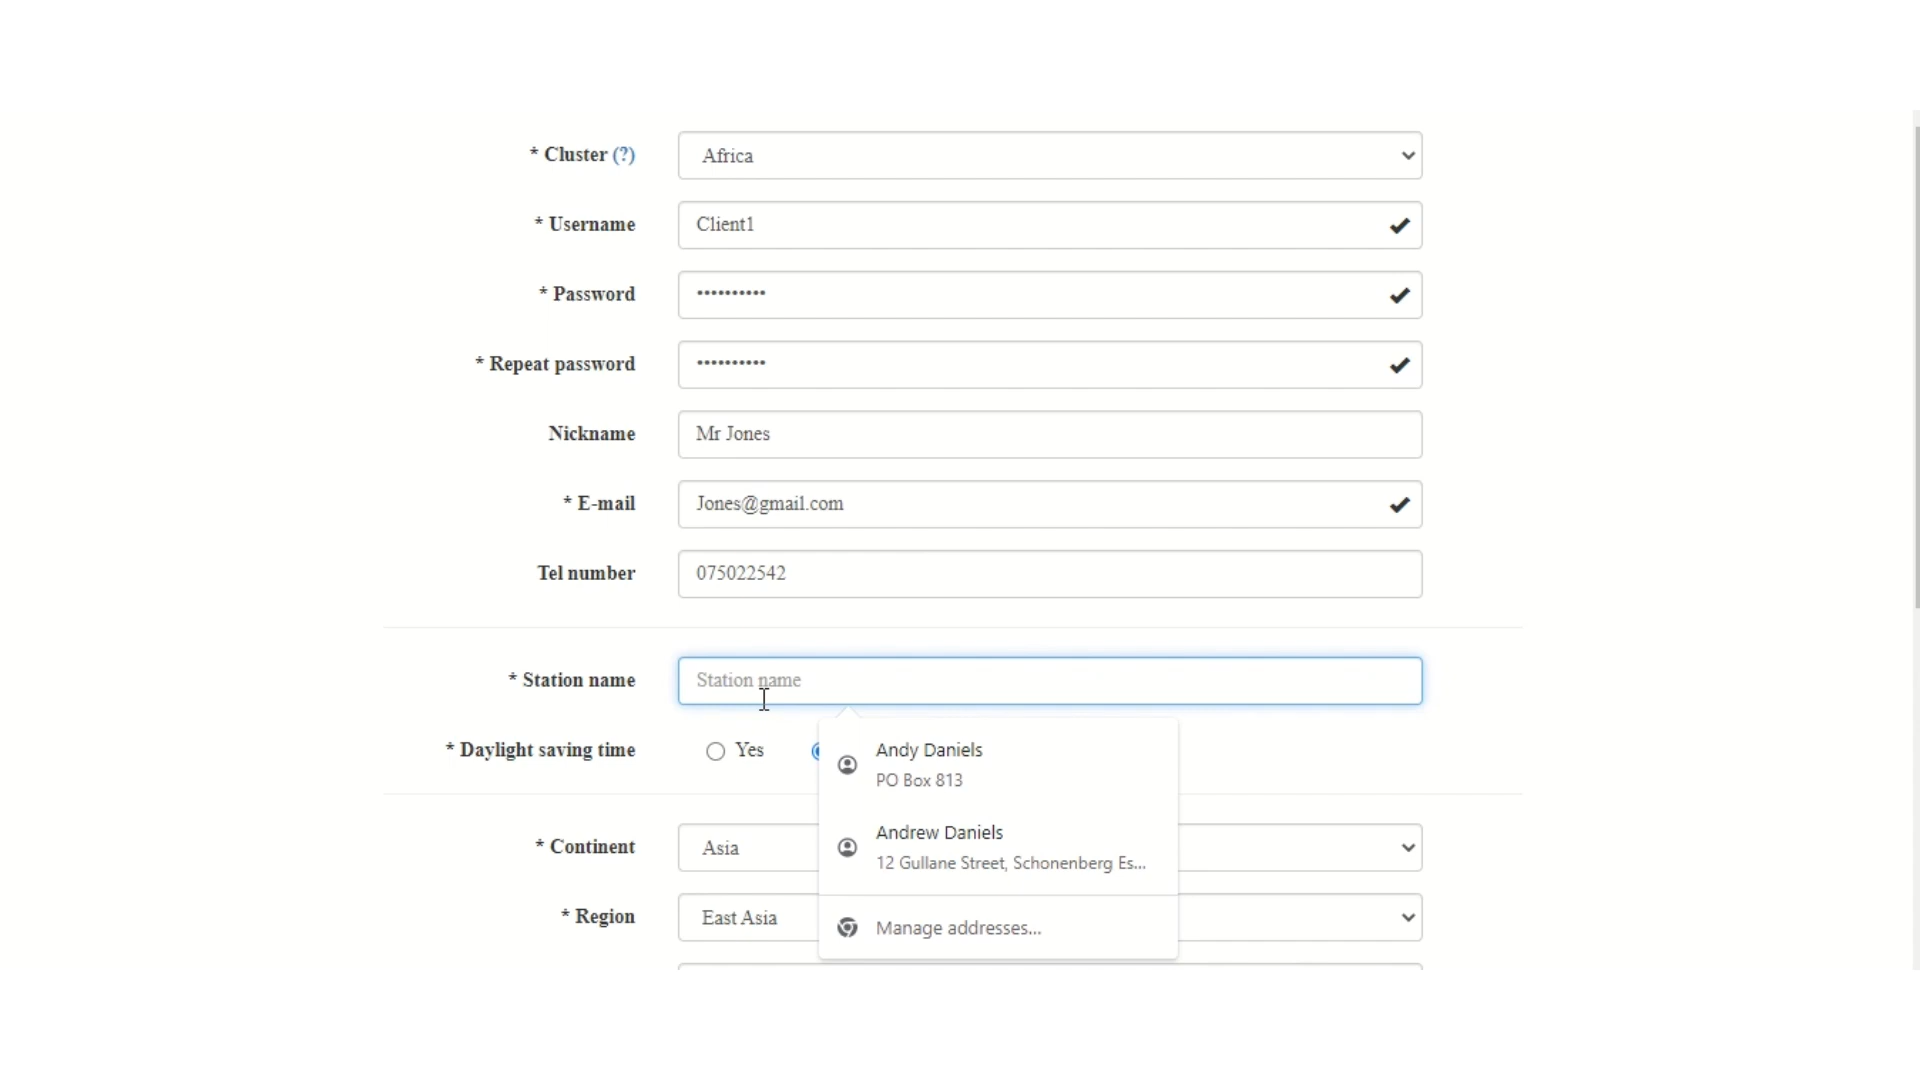 * Cluster (?) Africa
* Username Client1
* Password ••••••••••
* Repeat password ••••••••••
Nickname Mr Jones
* E-mail Jones@gmail.com
Tel number 075022542
* Station name Station name
* Daylight saving time Yes
Andy Daniels
PO Box 813
Andrew Daniels
12 Gullane Street, Schonenberg Es...
Manage addresses...
* Continent Asia
* Region East Asia